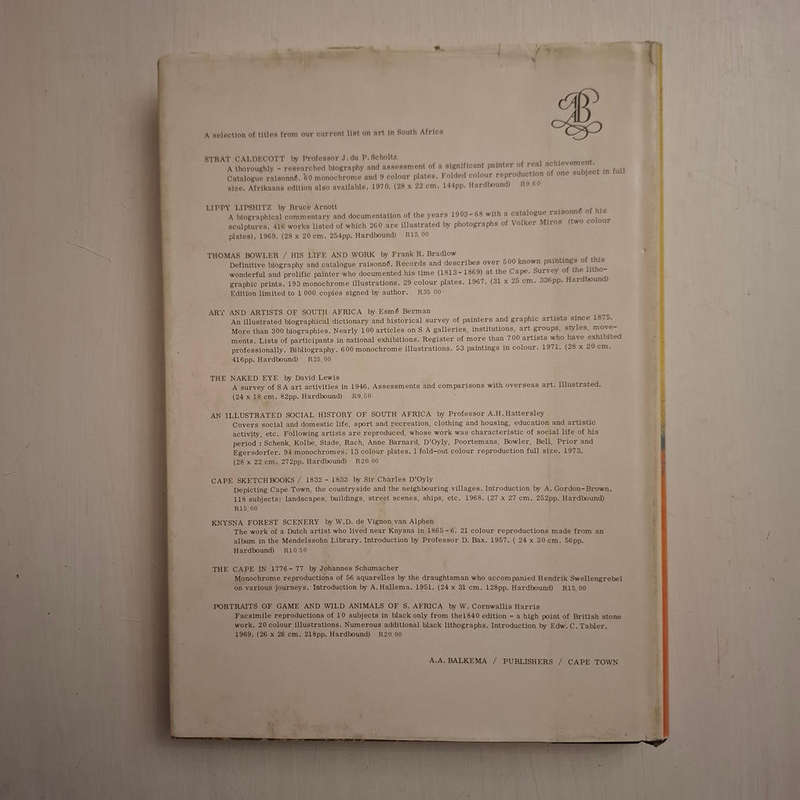 B
A selection of titles from our current list on art in South Africa
STRAT CALDECOTT by Professor J. du P. Scholtz
A thoroughly - researched biography and assessment of a significant painter of real achievement.
Catalogue raisonné. 60 monochrome and 9 colour plates. Folded colour reproduction of one subject in full
size. Afrikaans edition also available. 1970. (28 x 22 cm. 144pp. Hardbound) R9.60
LIPPY LIPSHITZ by Bruce Arnott
A biographical commentary and documentation of the years 1903-68 with a catalogue raisonné of his
sculptures. 416 works listed of which 260 are illustrated by photographs of Volker Miros (two colour
plates). 1969. (28 x 20 cm. 254pp. Hardbound) R15.00
THOMAS BOWLER / HIS LIFE AND WORK by Frank R. Bradlow
Definitive biography and catalogue raisonné. Records and describes over 500 known paintings of this
wonderful and prolific painter who documented his time (1813-1869) at the Cape. Survey of the litho-
graphic prints. 193 monochrome illustrations. 29 colour plates. 1967. (31 x 25 cm. 336pp. Hardbound)
Edition limited to 1 000 copies signed by author. R35.00
ART AND ARTISTS OF SOUTH AFRICA by Esmé Berman
An illustrated biographical dictionary and historical survey of painters and graphic artists since 1875.
More than 300 biographies. Nearly 100 articles on S A galleries, institutions, art groups, styles, move-
ments. Lists of participants in national exhibitions. Register of more than 700 artists who have exhibited
professionally. Bibliography. 600 monochrome illustrations. 53 paintings in colour. 1971. (28 x 20 cm.
416pp. Hardbound) R25.00
THE NAKED EYE by David Lewis
A survey of S A art activities in 1946. Assessments and comparisons with overseas art. Illustrated.
(24 x 18 cm. 82pp. Hardbound) R9.50
AN ILLUSTRATED SOCIAL HISTORY OF SOUTH AFRICA by Professor A.H. Hattersley
Covers social and domestic life, sport and recreation, clothing and housing, education and artistic
activity, etc. Following artists are reproduced, whose work was characteristic of social life of his
period : Schenk, Kolbe, Stade, Rach, Anne Barnard, D'Oyly, Poortemans, Bowler, Bell, Prior and
Egersdorfer. 94 monochromes. 13 colour plates. 1 fold-out colour reproduction full size. 1973.
(28 x 22 cm. 272pp. Hardbound) R20.00
CAPE SKETCHBOOKS / 1832 - 1833 by Sir Charles D'Oyly
Depicting Cape Town, the countryside and the neighbouring villages. Introduction by A. Gordon-Brown.
118 subjects: landscapes, buildings, street scenes, ships, etc. 1968. (27 x 27 cm. 252pp. Hardbound)
R15.00
KNYSNA FOREST SCENERY by W.D. de Vignon van Alphen
The work of a Dutch artist who lived near Knysna in 1865-6. 21 colour reproductions made from an
album in the Mendelssohn Library. Introduction by Professor D. Bax. 1957. ( 24 x 30 cm. 56pp.
Hardbound) R10.50
THE CAPE IN 1776-77 by Johannes Schumacher
Monochrome reproductions of 56 aquarelles by the draughtsman who accompanied Hendrik Swellengrebel
on various journeys. Introduction by A. Hallema. 1951. (24 x 31 cm. 128pp. Hardbound) R15.00
PORTRAITS OF GAME AND WILD ANIMALS OF S. AFRICA by W. Cornwallis Harris
Facsimile reproductions of 10 subjects in black only from the1840 edition - a high point of British stone
work. 20 colour illustrations. Numerous additional black lithographs. Introduction by Edw. C. Tabler.
1969. (26 x 26 cm. 218pp. Hardbound) R20.00
A.A. BALKEMA / PUBLISHERS / CAPE TOWN